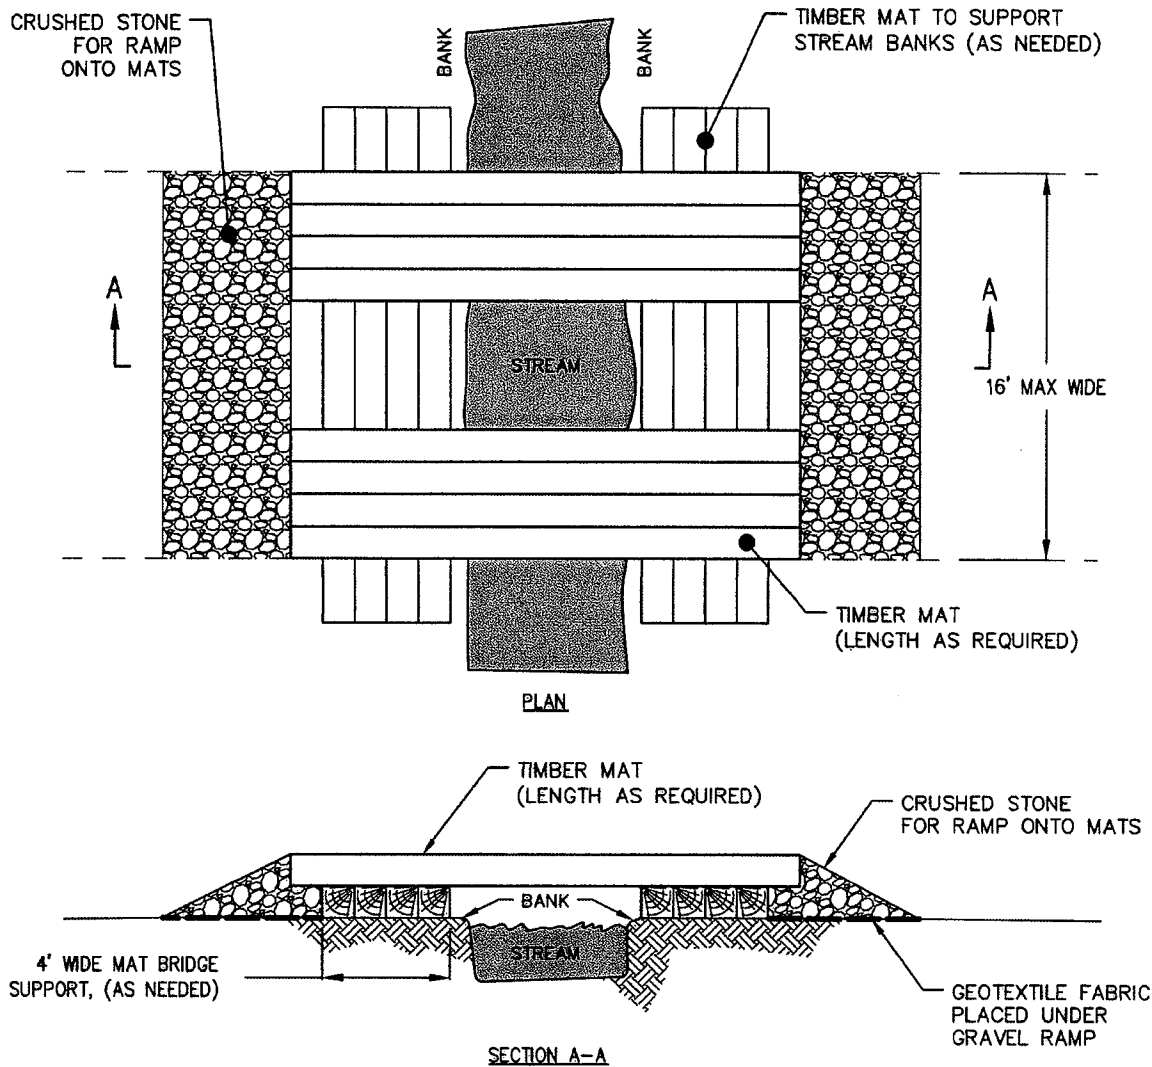 CRUSHED STONE
FOR RAMP
ONTO MATS
BANK
BANK
TIMBER MAT TO SUPPORT
STREAM BANKS (AS NEEDED)
A
A
STREAM
16' MAX WIDE
TIMBER MAT
(LENGTH AS REQUIRED)
PLAN
TIMBER MAT
(LENGTH AS REQUIRED)
CRUSHED STONE
FOR RAMP ONTO MATS
BANK
STREAM
4' WIDE MAT BRIDGE
SUPPORT, (AS NEEDED)
GEOTEXTILE FABRIC
PLACED UNDER
GRAVEL RAMP
SECTION A-A